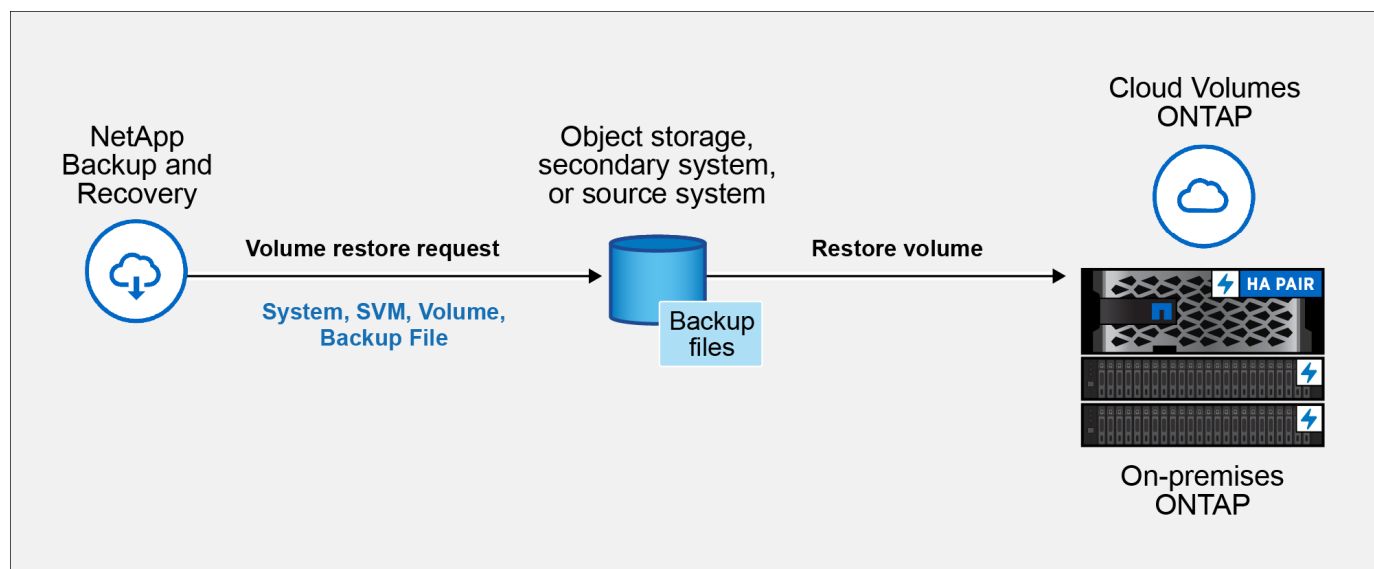 NetApp
Backup and
Recovery
Volume restore request
System, SVM, Volume,
Backup File
Object storage,
secondary system,
or source system
Backup
files
Restore volume
Cloud Volumes
ONTAP
HA PAIR
On-premises
ONTAP